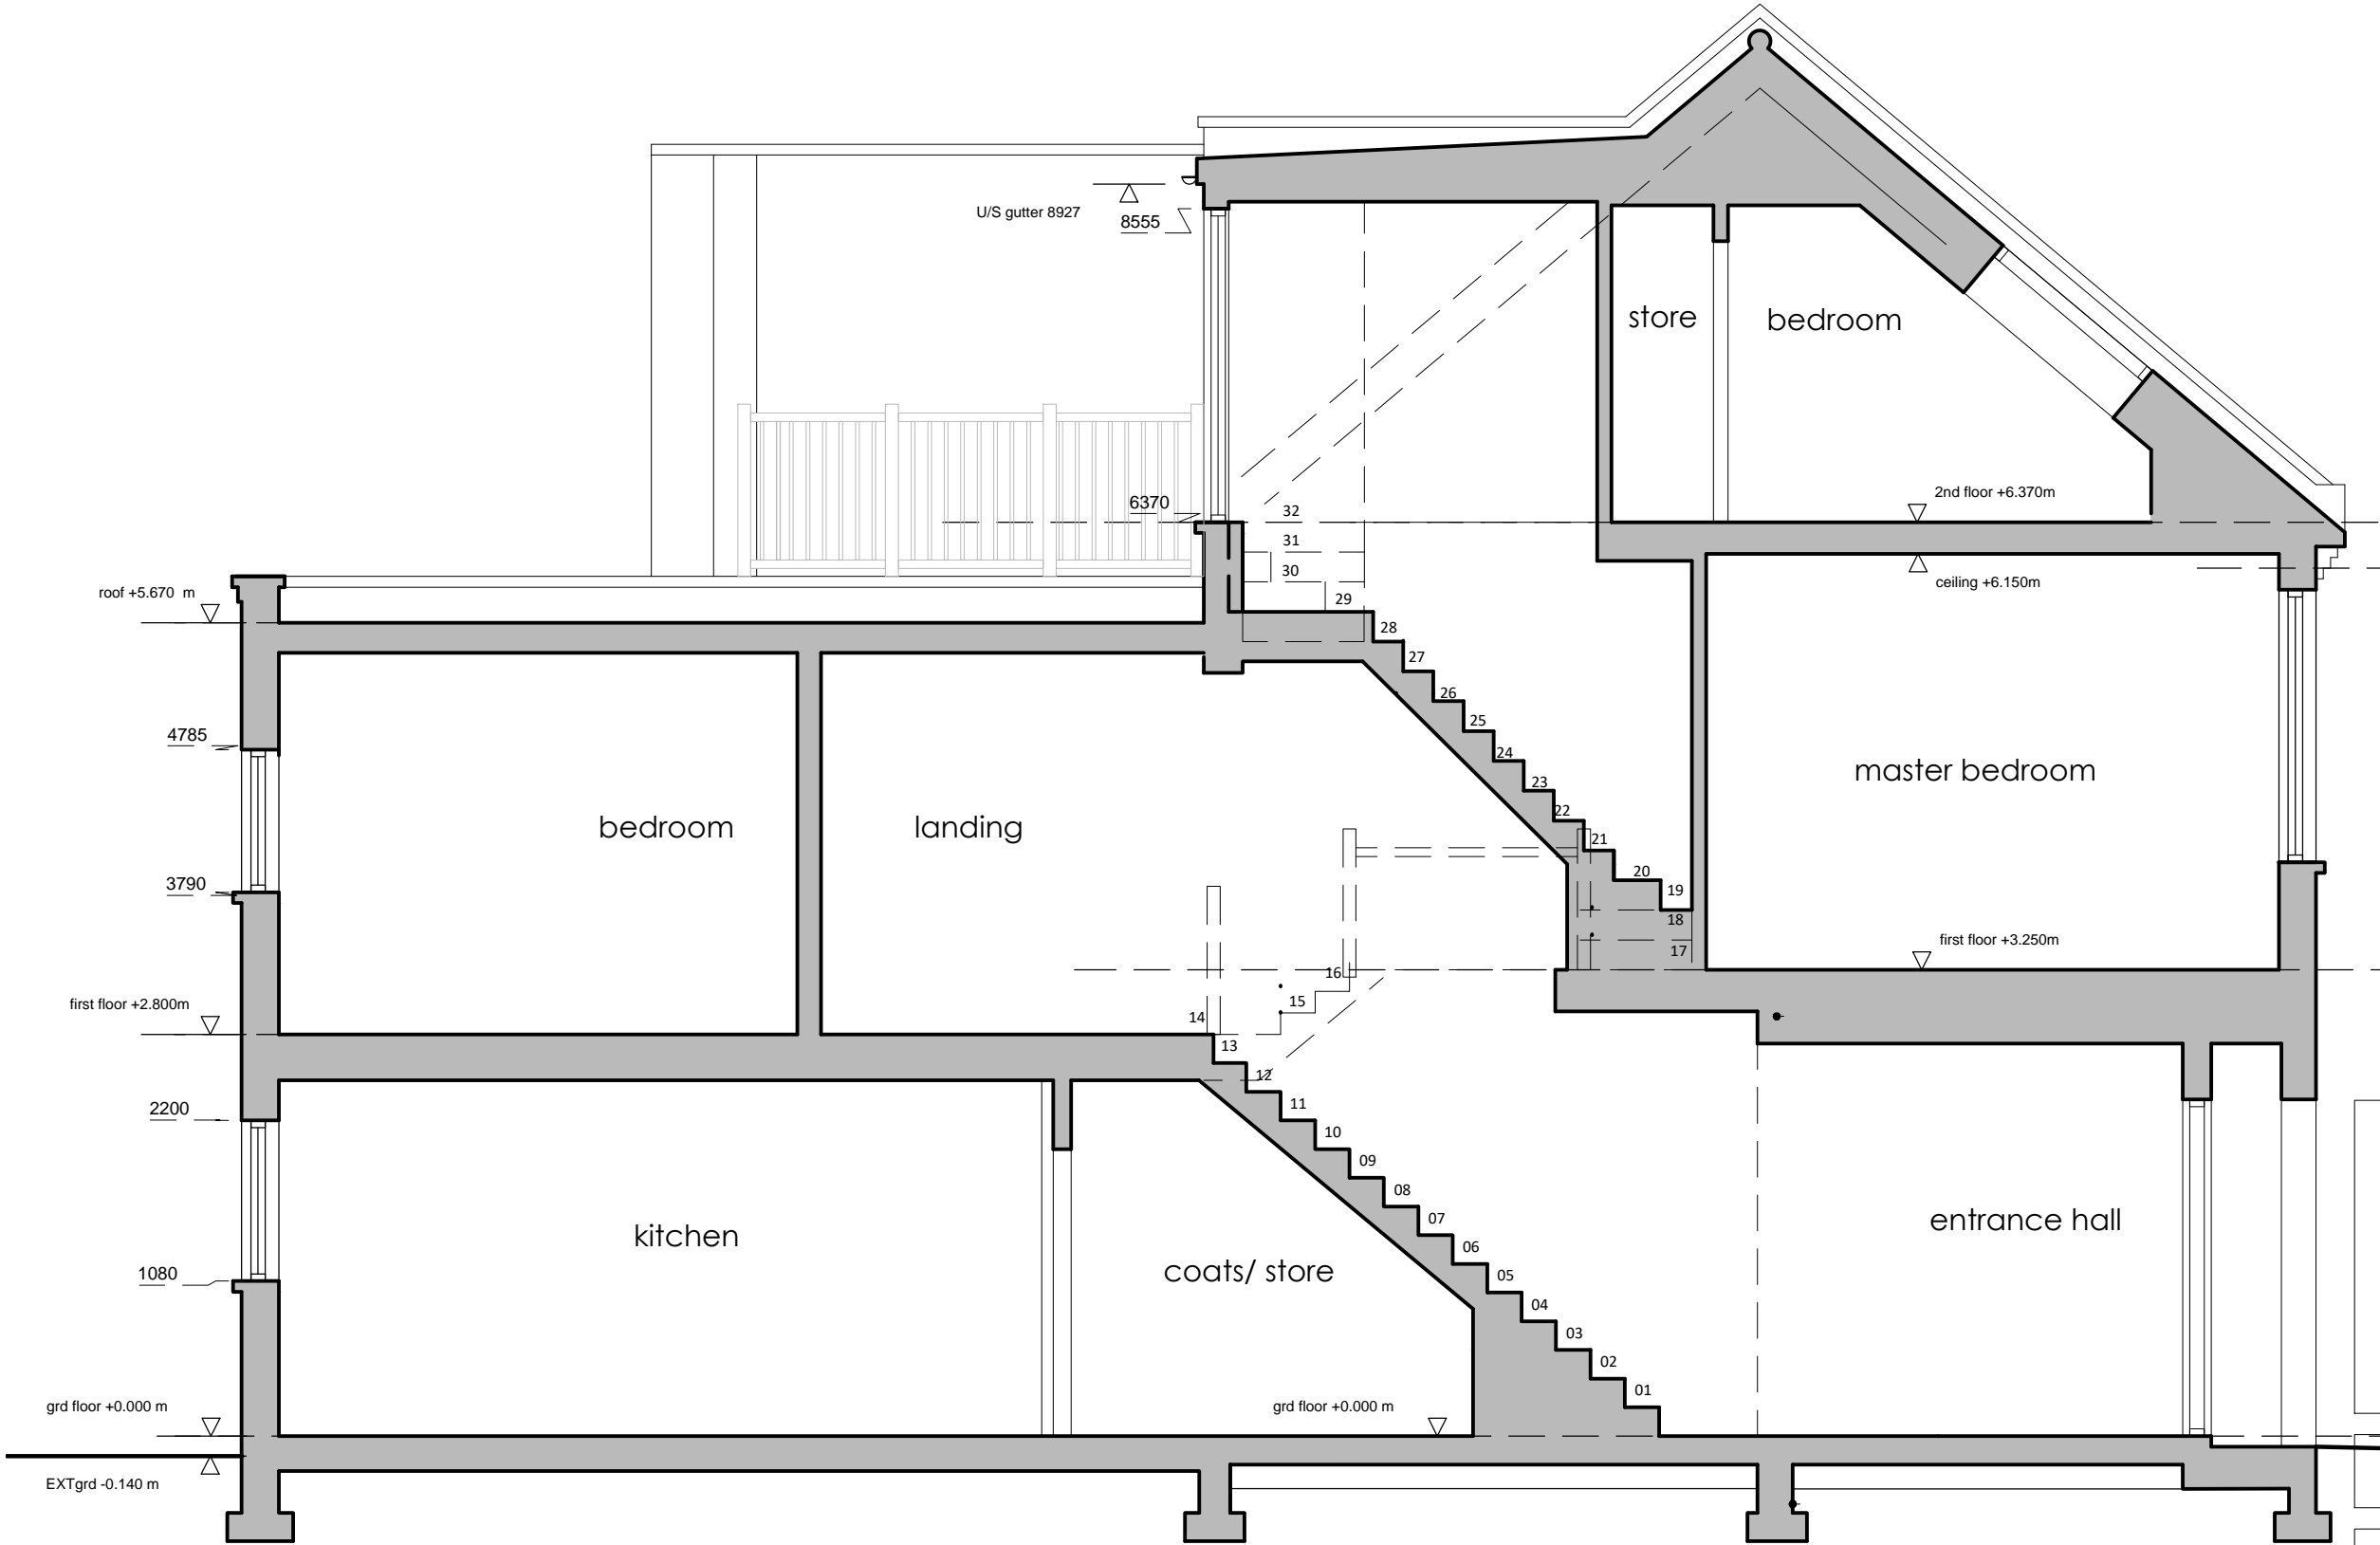 U/S gutter 8927
8555
store
bedroom
6370
32
2nd floor +6.370m
31
30
ceiling +6.150m
roof +5.670 m
29
28
27
26
25
4785
24
master bedroom
23
22
bedroom
landing
21
20
3790
19
18
first floor +3.250m
17
16
first floor +2.800m
15
14
13
12
2200
11
10
09
08
entrance hall
07
kitchen
06
1080
coats/ store
05
04
03
02
01
grd floor +0.000 m
grd floor +0.000 m
EXTgrd -0.140 m